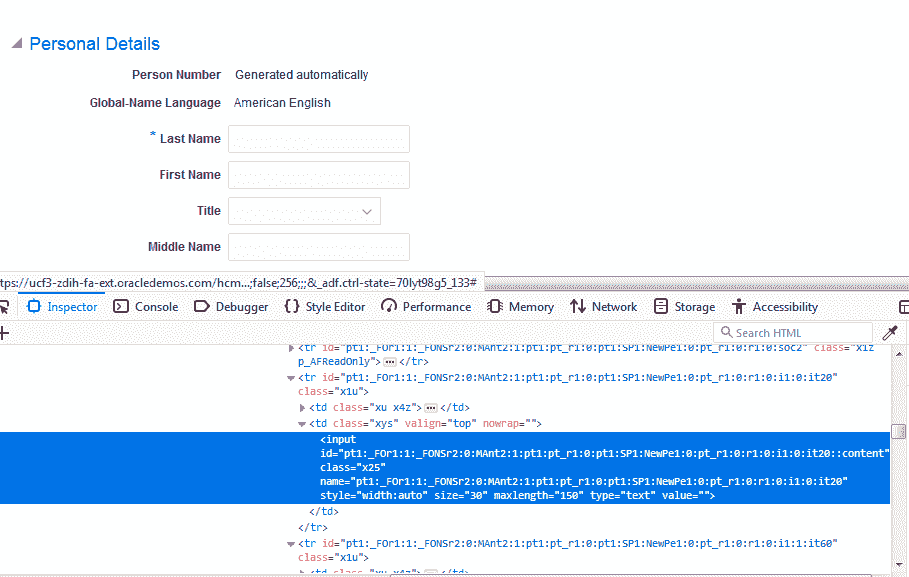 Personal Details
Person Number Generated automatically
Global-Name Language American English
* Last Name
First Name
Title
Middle Name
ttps://ucf3-zdih-fa-ext.oracledemos.com/hcm...;false;256;;;&_adf.ctrl-state=70lyt98g5_133#
Inspector Console Debugger {} Style Editor Performance Memory Network Storage Accessibility
+ Search HTML
<tr id="pt1:_FOr1:1:_FONSr2:0:MAnt2:1:pt1:pt_r1:0:pt1:SP1:NewPe1:0:pt_r1:0:r1:0:soc2" class="x1z
p_AFReadOnly">…</tr>
<tr id="pt1:_FOr1:1:_FONSr2:0:MAnt2:1:pt1:pt_r1:0:pt1:SP1:NewPe1:0:pt_r1:0:r1:0:i1:0:it20"
class="x1u">
<td class="xu x4z">…</td>
<td class="xys" valign="top" nowrap="">
<input
id="pt1:_FOr1:1:_FONSr2:0:MAnt2:1:pt1:pt_r1:0:pt1:SP1:NewPe1:0:pt_r1:0:r1:0:i1:0:it20::content"
class="x25"
name="pt1:_FOr1:1:_FONSr2:0:MAnt2:1:pt1:pt_r1:0:pt1:SP1:NewPe1:0:pt_r1:0:r1:0:i1:0:it20"
style="width:auto" size="30" maxlength="150" type="text" value="">
</td>
</tr>
<tr id="pt1:_FOr1:1:_FONSr2:0:MAnt2:1:pt1:pt_r1:0:pt1:SP1:NewPe1:0:pt_r1:0:r1:0:i1:1:it60"
class="x1u">
<td class="xu x4z">…</td>